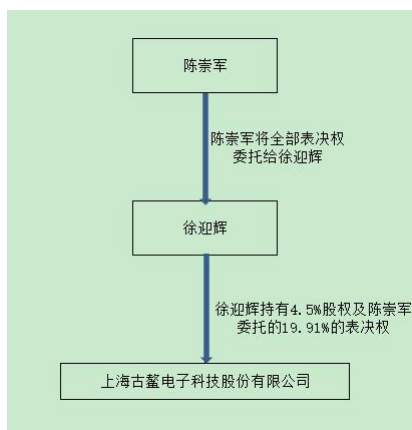 陈崇军
陈崇军将全部表决权
委托给徐迎辉
徐迎辉
徐迎辉持有4.5%股权及陈崇军
委托的19.91%的表决权
上海古鳌电子科技股份有限公司